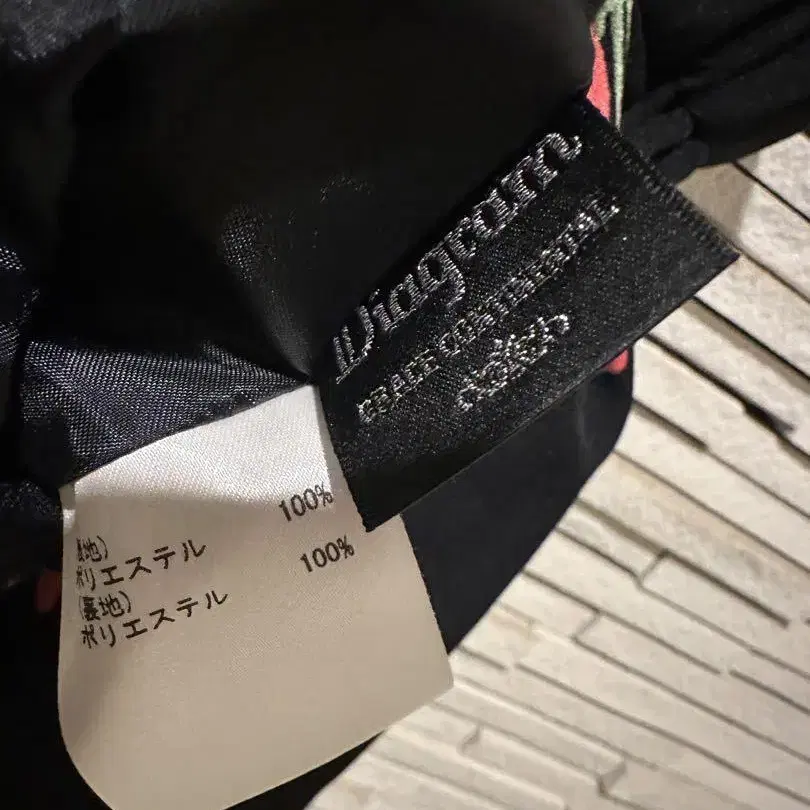 Diagram
GRACE CONTINENTAL
(表地)
ポリエステル 100%
(裏地)
ポリエステル 100%